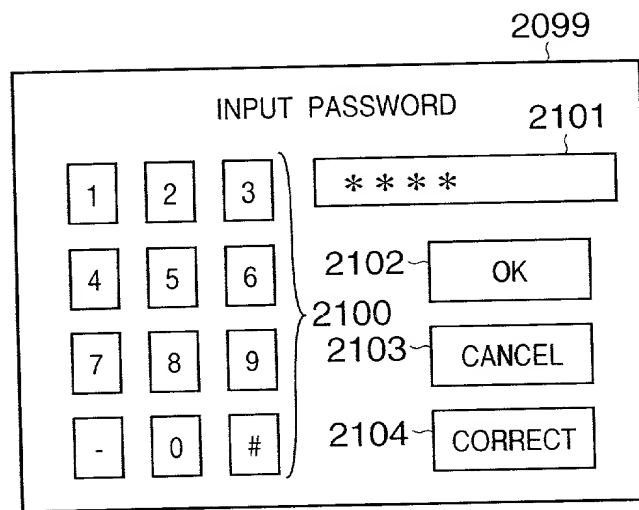 2099
INPUT PASSWORD
2101
1 2 3
* * * *
4 5 6
2102
OK
2100
7 8 9
2103
CANCEL
- 0 #
2104
CORRECT